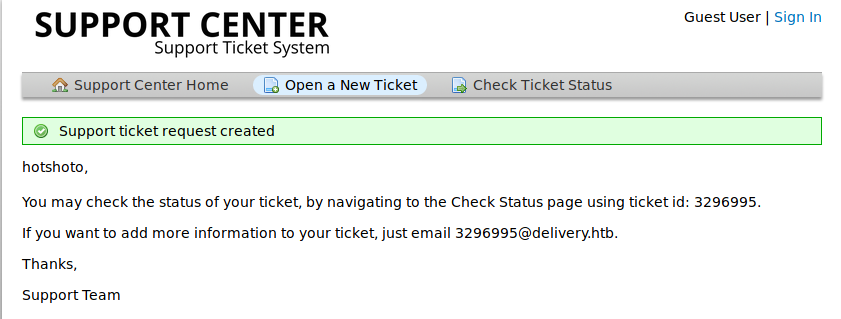 SUPPORT CENTER
Support Ticket System
Guest User | Sign In
Support Center Home
Open a New Ticket
Check Ticket Status
Support ticket request created
hotshoto,
You may check the status of your ticket, by navigating to the Check Status page using ticket id: 3296995.
If you want to add more information to your ticket, just email 3296995@delivery.htb.
Thanks,
Support Team